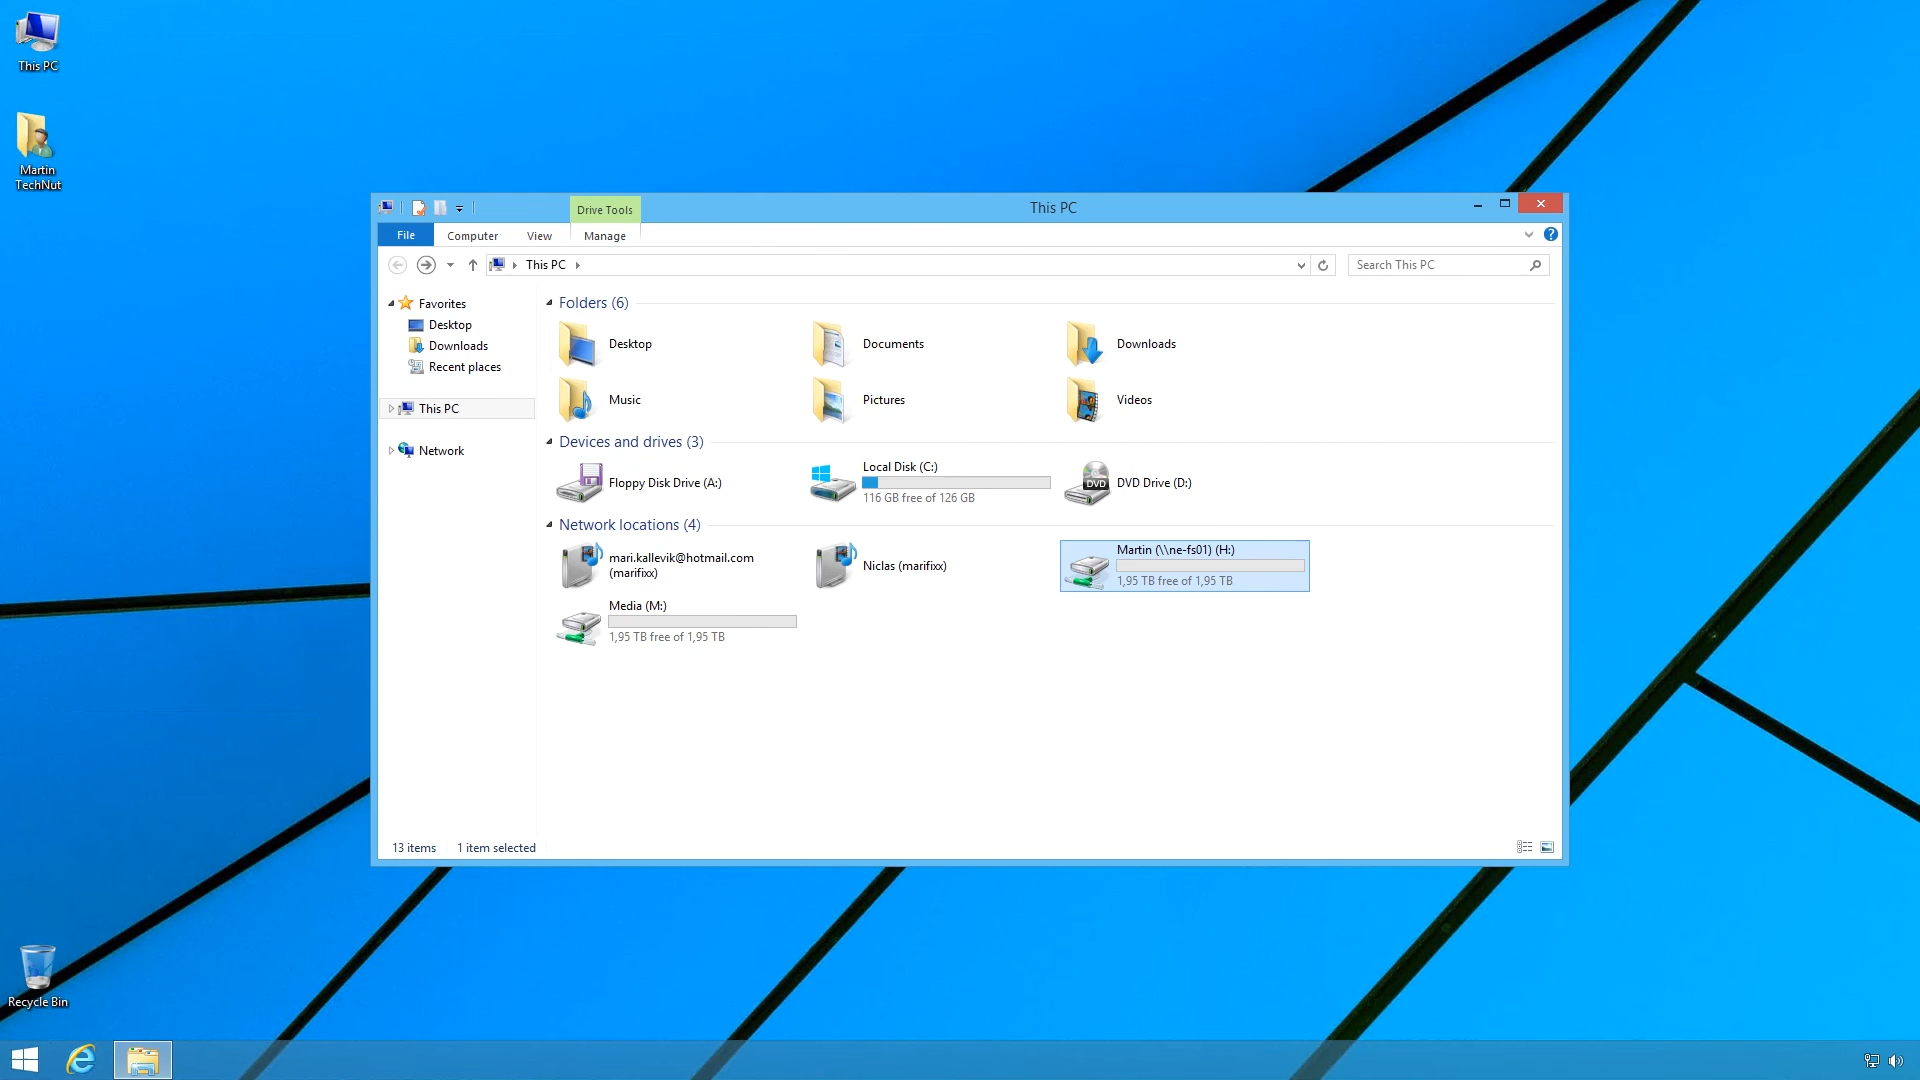 This PC
Martin
TechNut
Recycle Bin
Drive Tools
This PC
File
Computer
View
Manage
This PC
Search This PC
Favorites
Desktop
Downloads
Recent places
This PC
Network
Folders (6)
Desktop
Documents
Downloads
Music
Pictures
Videos
Devices and drives (3)
Floppy Disk Drive (A:)
Local Disk (C:)
116 GB free of 126 GB
DVD
DVD Drive (D:)
Network locations (4)
mari.kallevik@hotmail.com
(marifixx)
Niclas (marifixx)
Martin (\\ne-fs01) (H:)
1,95 TB free of 1,95 TB
Media (M:)
1,95 TB free of 1,95 TB
13 items
1 item selected